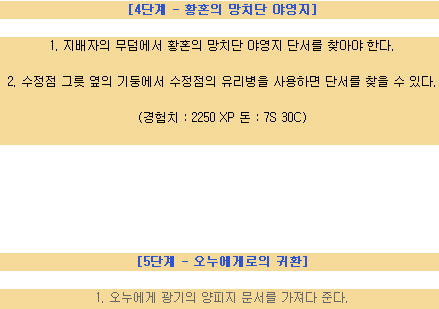 [4단계 - 황혼의 망치단 야영지]
1. 지배자의 무덤에서 황혼의 망치단 야영지 단서를 찾아야 한다.
2. 수정점 그릇 옆의 기둥에서 수정점의 유리병을 사용하면 단서를 찾을 수 있다.
(경험치 : 2250 XP 돈 : 7S 30C)
[5단계 - 오누에게로의 귀환]
1. 오누에게 광기의 양피지 문서를 가져다 준다.